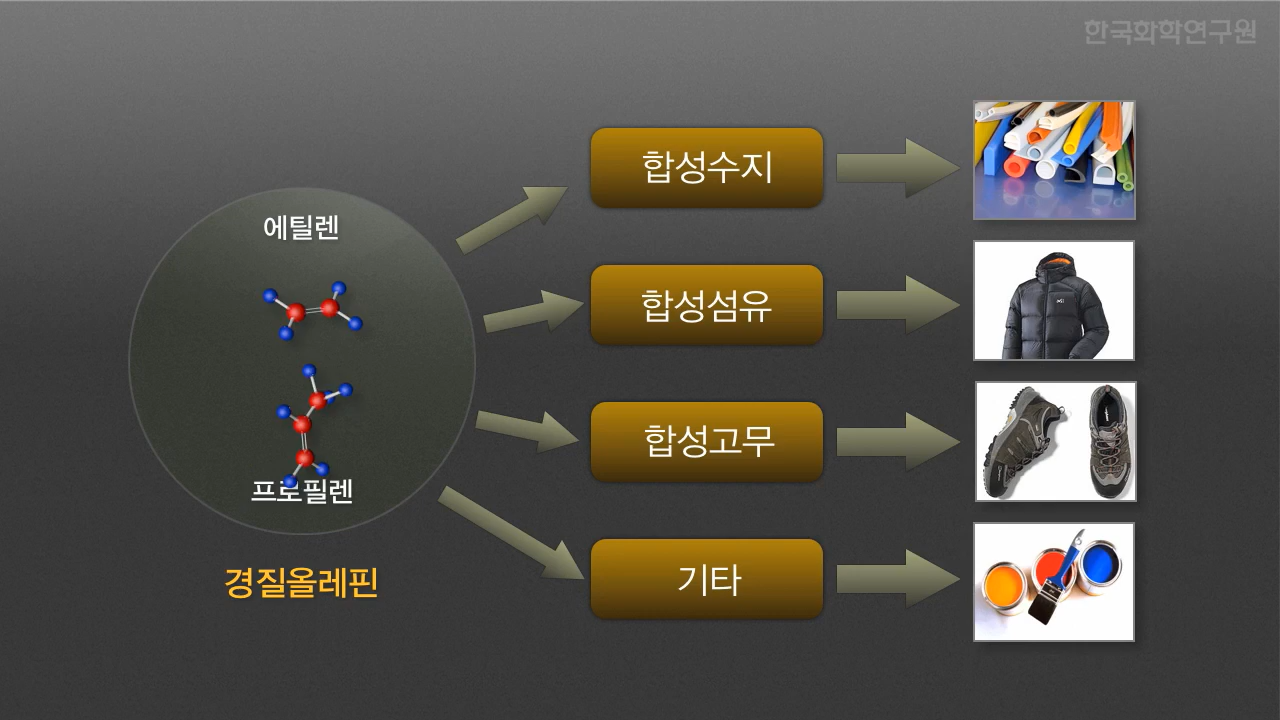 한국화학연구원
에틸렌
프로필렌
경질올레핀
합성수지
합성섬유
합성고무
기타